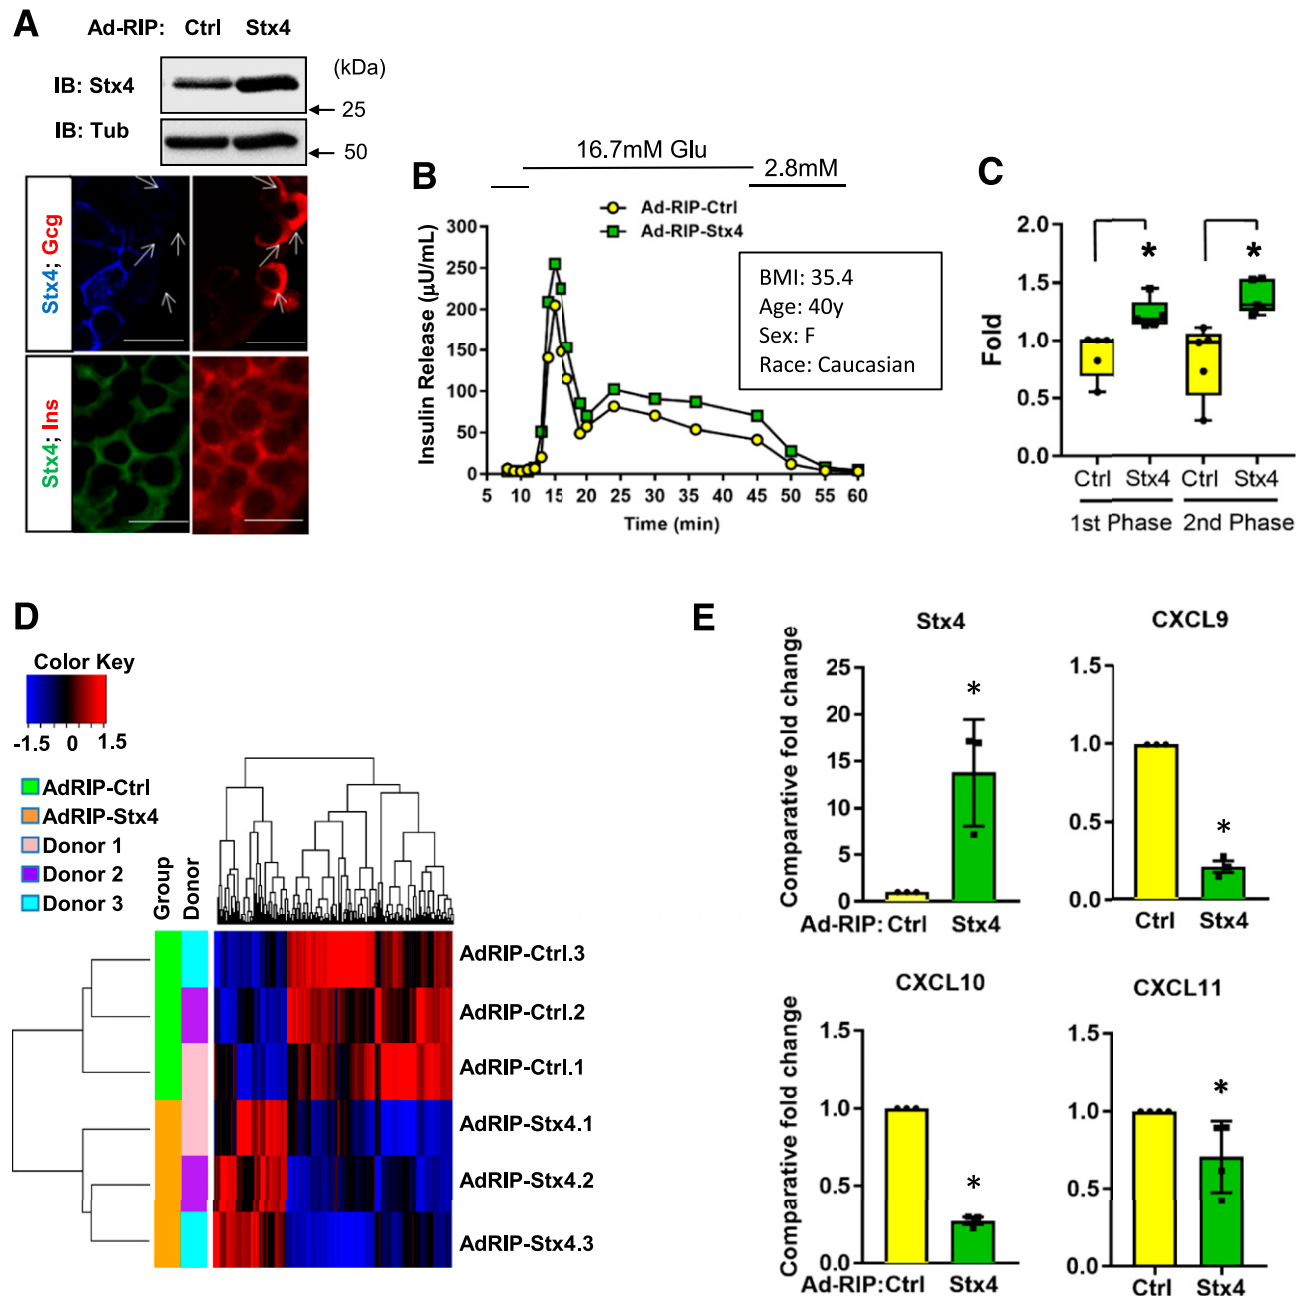 A
Ad-RIP: Ctrl Stx4
IB: Stx4
(kDa)
25
IB: Tub
50
Stx4; Gcg
Stx4; Ins
B
16.7mM Glu
2.8mM
Ad-RIP-Ctrl
Ad-RIP-Stx4
Insulin Release (µU/mL)
300
250
200
150
100
50
0
5 10 15 20 25 30 35 40 45 50 55 60
Time (min)
BMI: 35.4
Age: 40y
Sex: F
Race: Caucasian
C
Fold
2.0
1.5
1.0
0.5
0.0
* *
Ctrl Stx4 Ctrl Stx4
1st Phase 2nd Phase
D
Color Key
-1.5 0 1.5
AdRIP-Ctrl
AdRIP-Stx4
Donor 1
Donor 2
Donor 3
Group
Donor
AdRIP-Ctrl.3
AdRIP-Ctrl.2
AdRIP-Ctrl.1
AdRIP-Stx4.1
AdRIP-Stx4.2
AdRIP-Stx4.3
E
Stx4
Comparative fold change
25
20
15
10
5
0
*
Ad-RIP: Ctrl Stx4
CXCL9
1.5
1.0
0.5
0.0
*
Ctrl Stx4
CXCL10
Comparative fold change
1.5
1.0
0.5
0.0
*
Ad-RIP: Ctrl Stx4
CXCL11
1.5
1.0
0.5
0.0
*
Ctrl Stx4